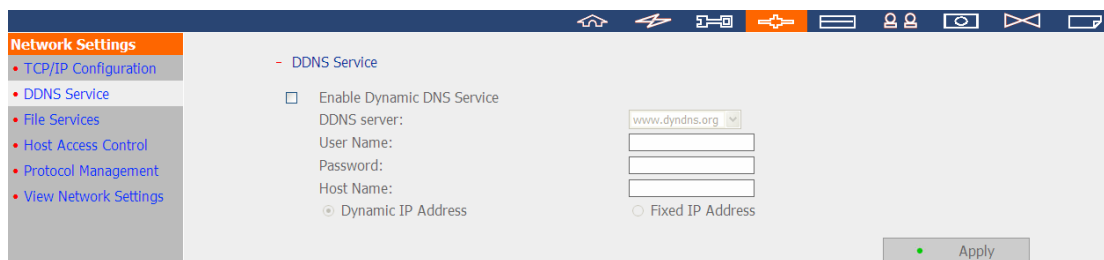 Network Settings
• TCP/IP Configuration
• DDNS Service
• File Services
• Host Access Control
• Protocol Management
• View Network Settings
– DDNS Service
Enable Dynamic DNS Service
DDNS server: www.dyndns.org
User Name:
Password:
Host Name:
Dynamic IP Address Fixed IP Address
Apply